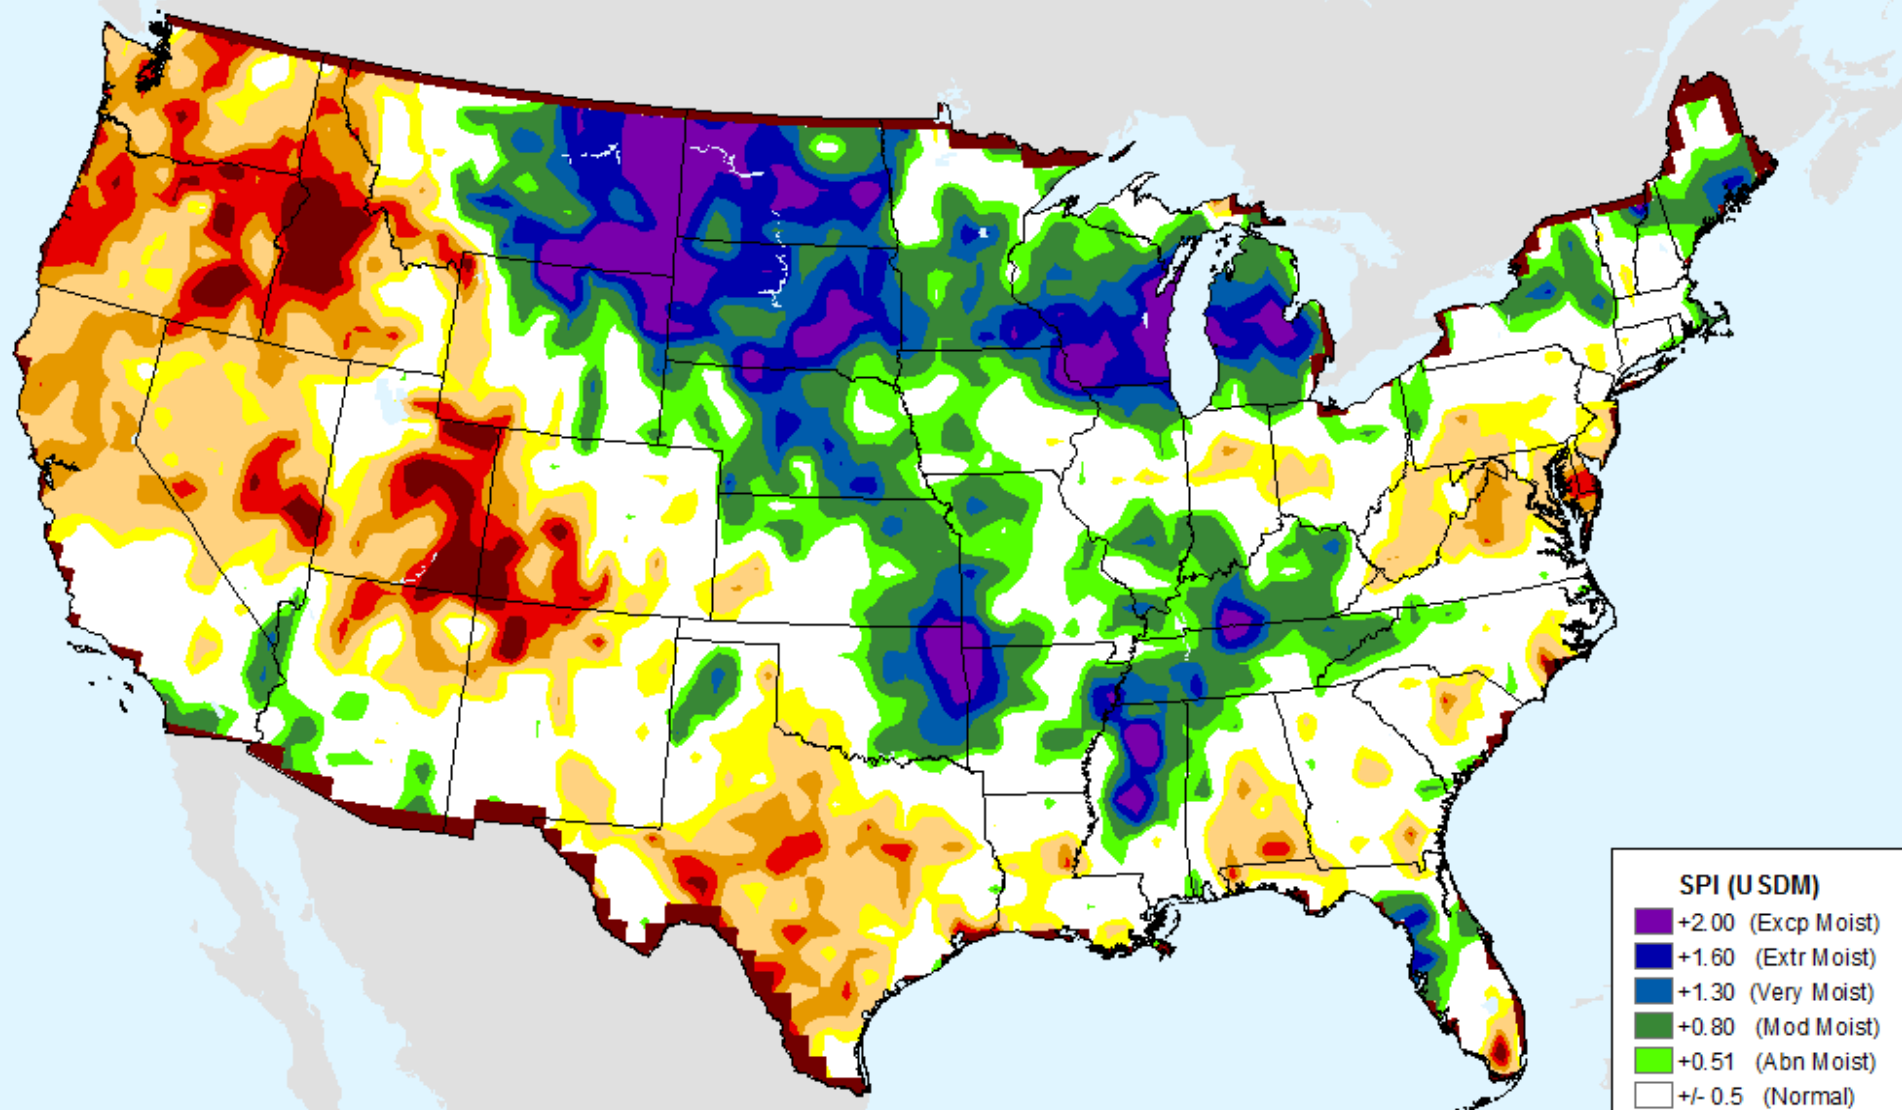 SPI (USDM)
+2.00 (Excp Moist)
+1.60 (Extr Moist)
+1.30 (Very Moist)
+0.80 (Mod Moist)
+0.51 (Abn Moist)
+/- 0.5 (Normal)